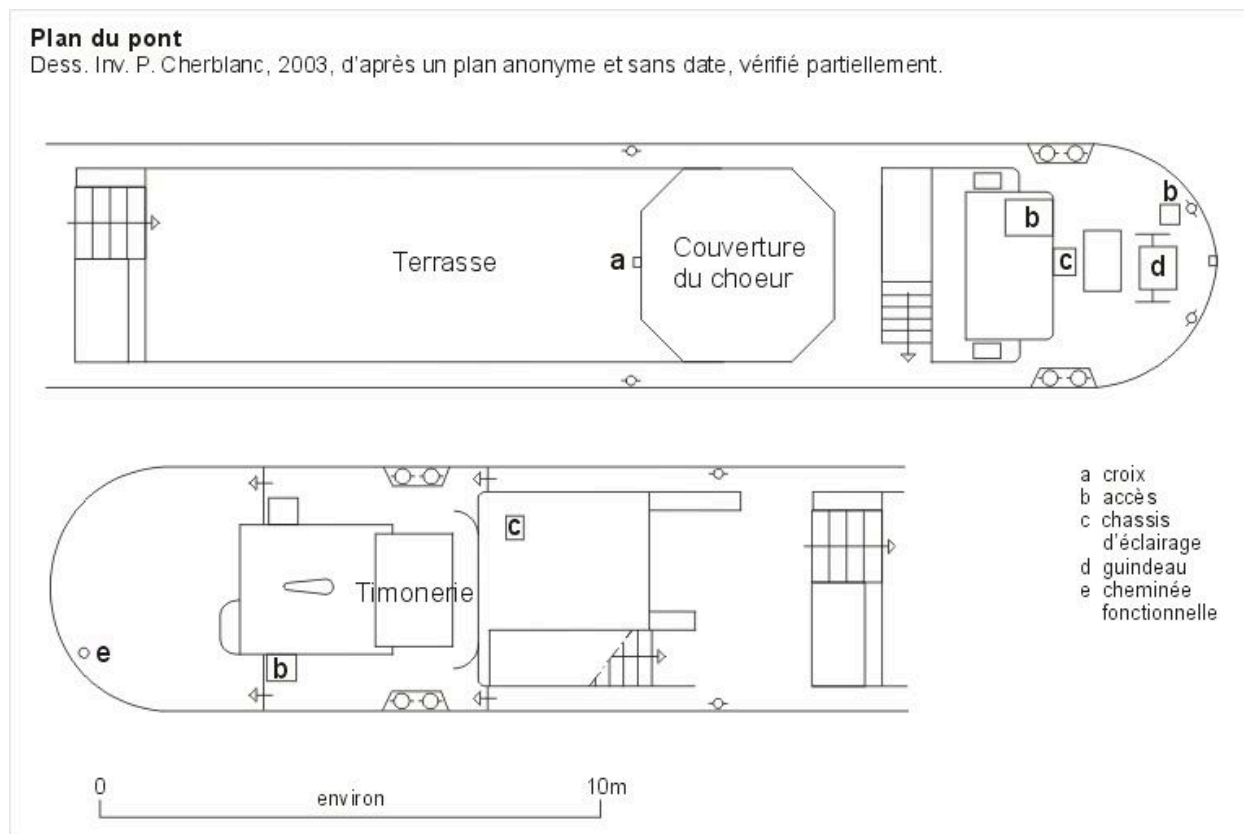 Plan du pont
Dess. Inv. P. Cherblanc, 2003, d'après un plan anonyme et sans date, vérifié partiellement.
b
b
Terrasse
a
Couverture
du choeur
c
d
c
Timonerie
e
b
a croix
b accès
c chassis
d'éclairage
d guindeau
e cheminée
fonctionnelle
0
10m
environ